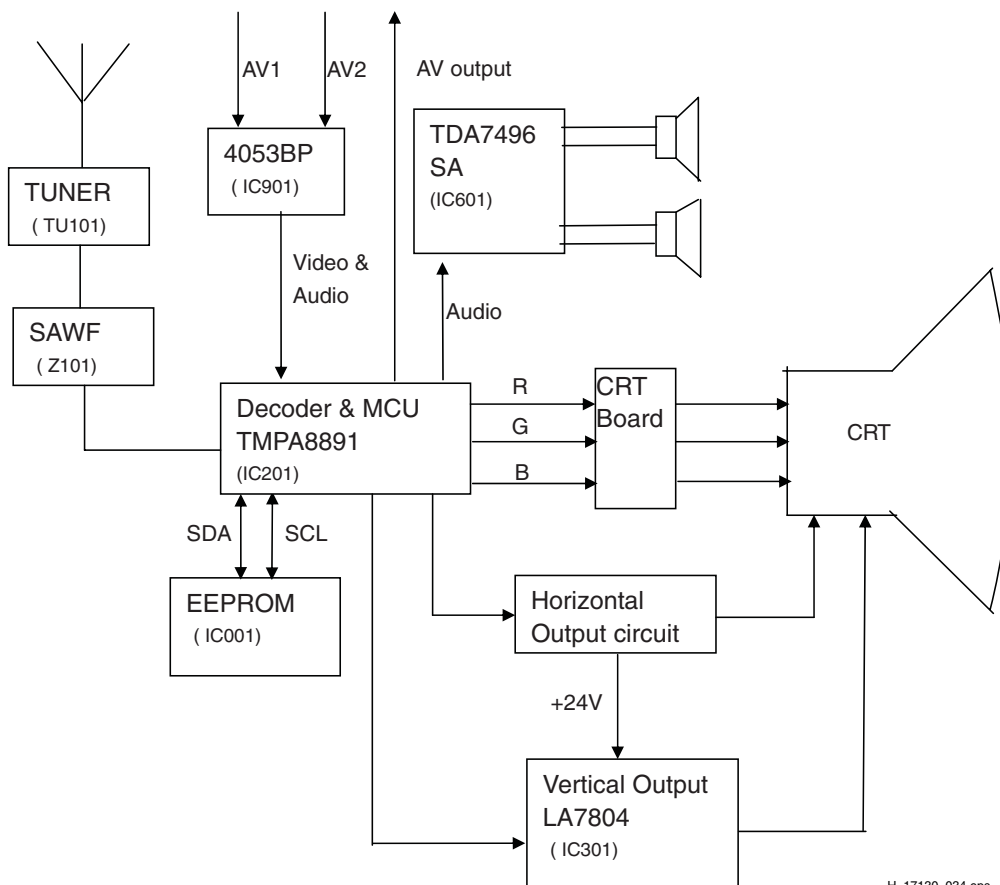 AV1
AV2
AV output
TUNER
( TU101)
4053BP
( IC901)
TDA7496
SA
(IC601)
Video &
Audio
Audio
SAWF
( Z101)
Decoder & MCU
TMPA8891
(IC201)
R
G
B
CRT
Board
CRT
SDA
SCL
EEPROM
( IC001)
Horizontal
Output circuit
+24V
Vertical Output
LA7804
( IC301)